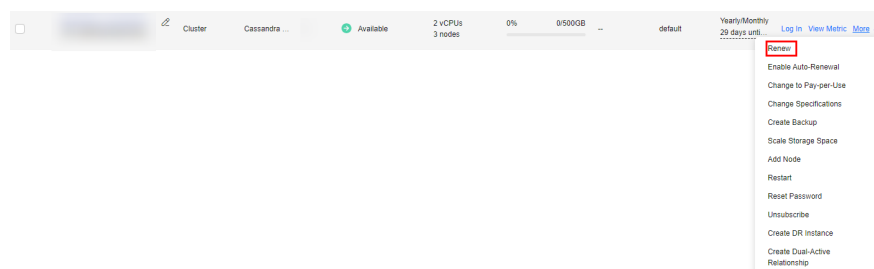 Cluster
Cassandra ...
Available
2 vCPUs
3 nodes
0%
0/500GB
--
default
Yearly/Monthly
29 days unti...
Log In View Metric More
Renew
Enable Auto-Renewal
Change to Pay-per-Use
Change Specifications
Create Backup
Scale Storage Space
Add Node
Restart
Reset Password
Unsubscribe
Create DR Instance
Create Dual-Active
Relationship